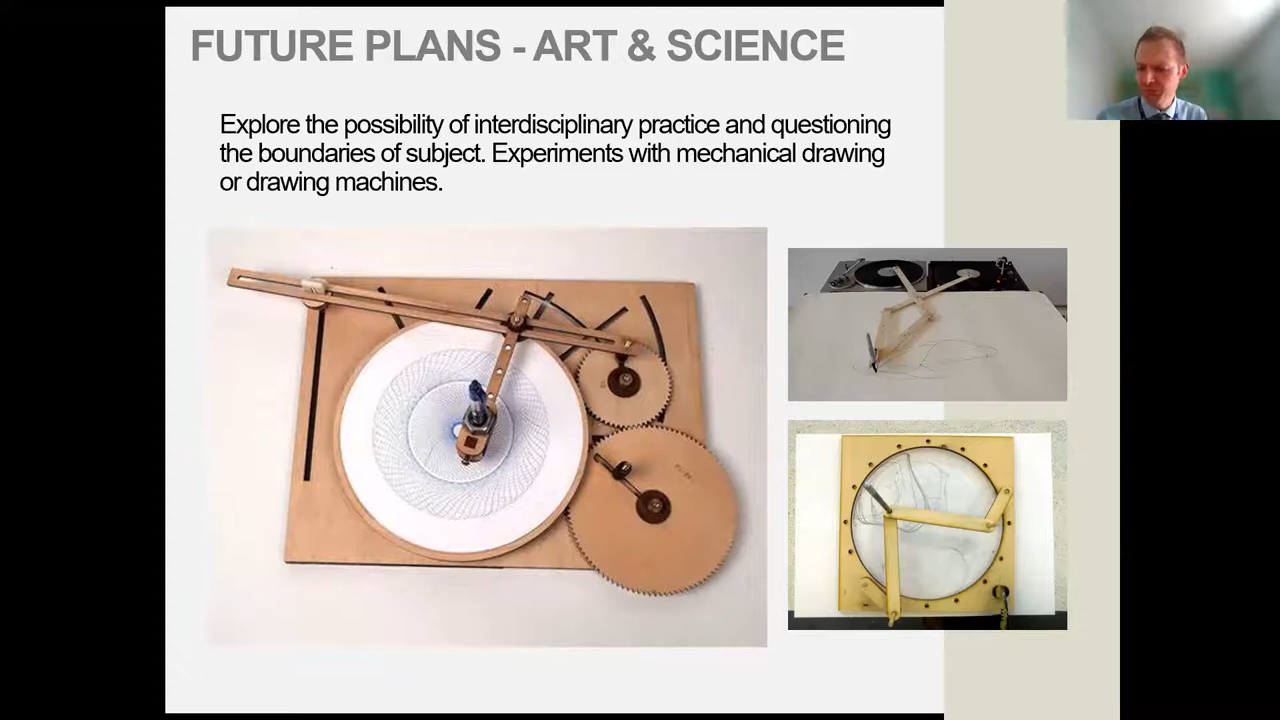 FUTURE PLANS - ART & SCIENCE
Explore the possibility of interdisciplinary practice and questioning
the boundaries of subject. Experiments with mechanical drawing
or drawing machines.